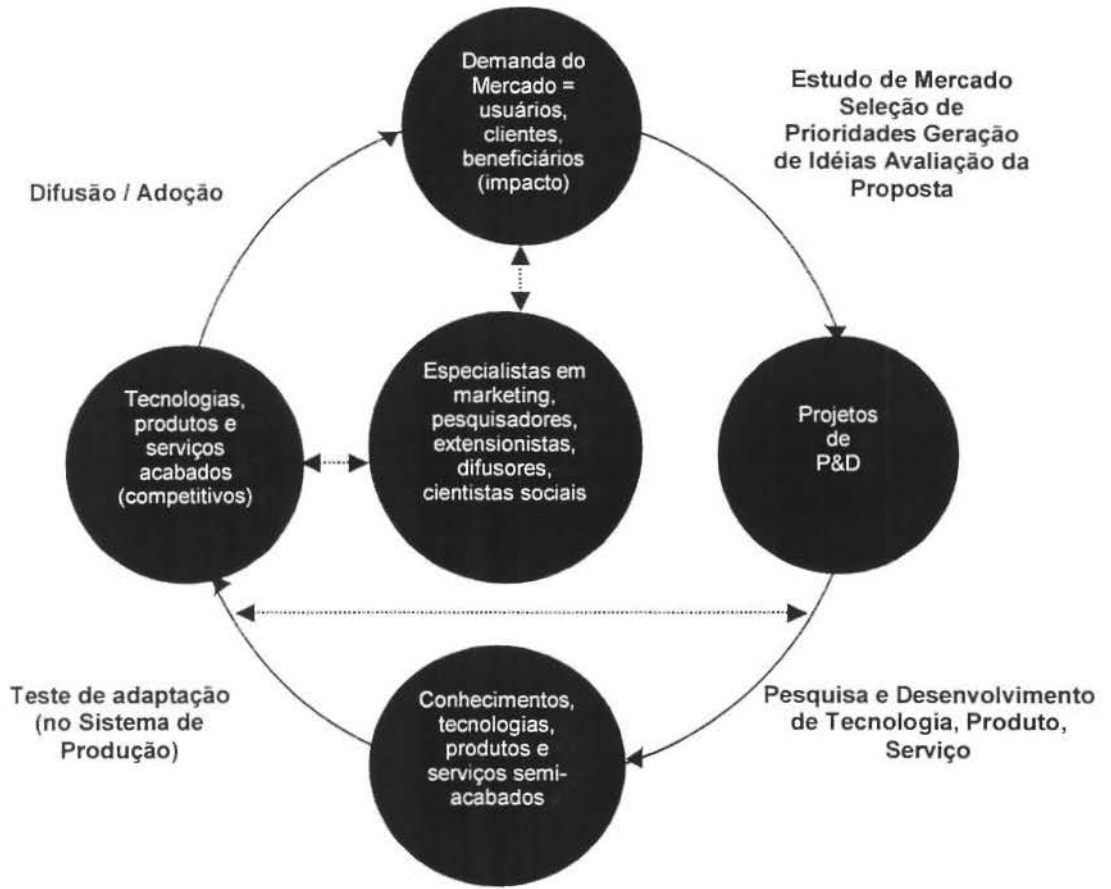 Demanda do
Mercado =
usuários,
clientes,
beneficiários
(impacto)
Estudo de Mercado
Seleção de
Prioridades Geração
de Idéias Avaliação da
Proposta
Difusão / Adoção
Tecnologias,
produtos e
serviços
acabados
(competitivos)
Especialistas em
marketing,
pesquisadores,
extensionistas,
difusores,
cientistas sociais
Projetos
de
P&D
Teste de adaptação
(no Sistema de
Produção)
Conhecimentos,
tecnologias,
produtos e
serviços semi-
acabados
Pesquisa e Desenvolvimento
de Tecnologia, Produto,
Serviço